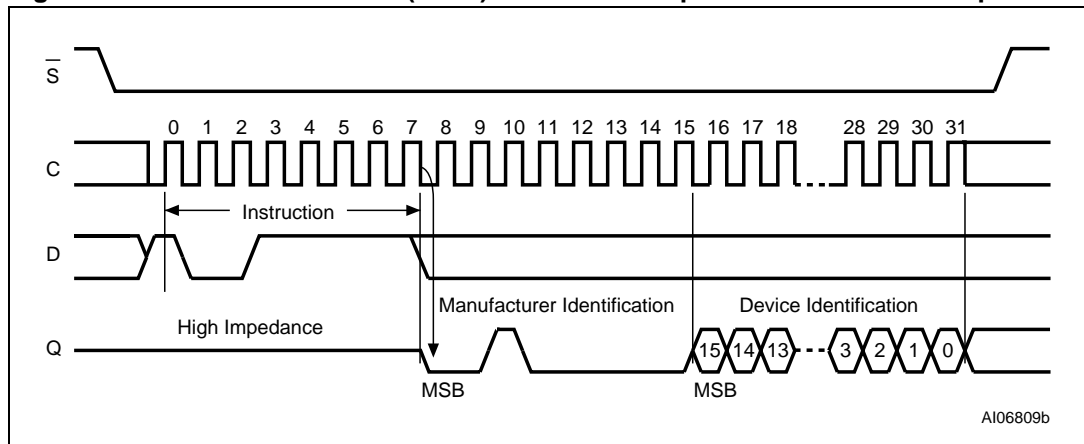 S
0 1 2 3 4 5 6 7 8 9 10 11 12 13 14 15 16 17 18 28 29 30 31
C
Instruction
D
Manufacturer Identification Device Identification
High Impedance
Q 15 14 13 3 2 1 0
MSB MSB
AI06809b